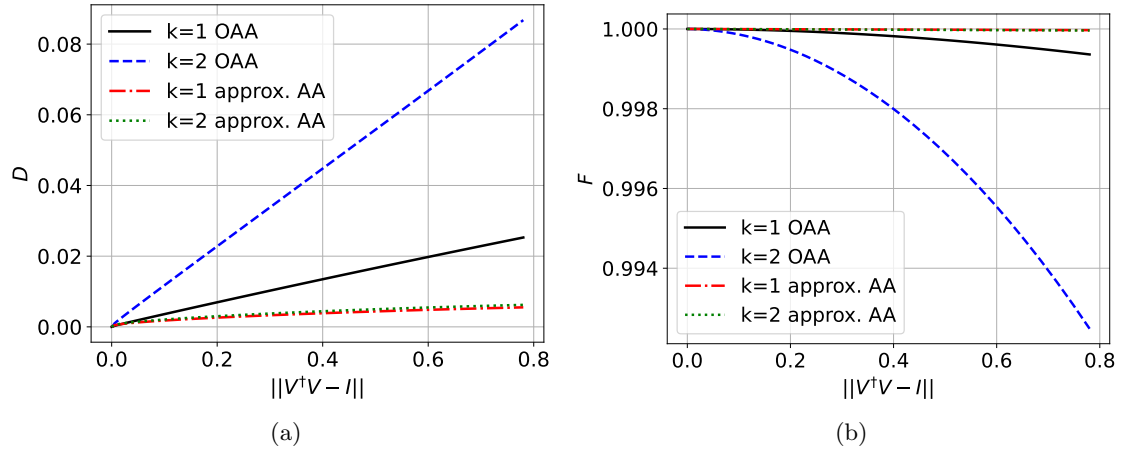 k=1 OAA
k=2 OAA
k=1 approx. AA
k=2 approx. AA
0.08
0.06
0.04
0.02
0.00
D
0.0 0.2 0.4 0.6 0.8
||V†V − I||
(a)
1.000
0.998
0.996
0.994
F
k=1 OAA
k=2 OAA
k=1 approx. AA
k=2 approx. AA
0.0 0.2 0.4 0.6 0.8
||V†V − I||
(b)